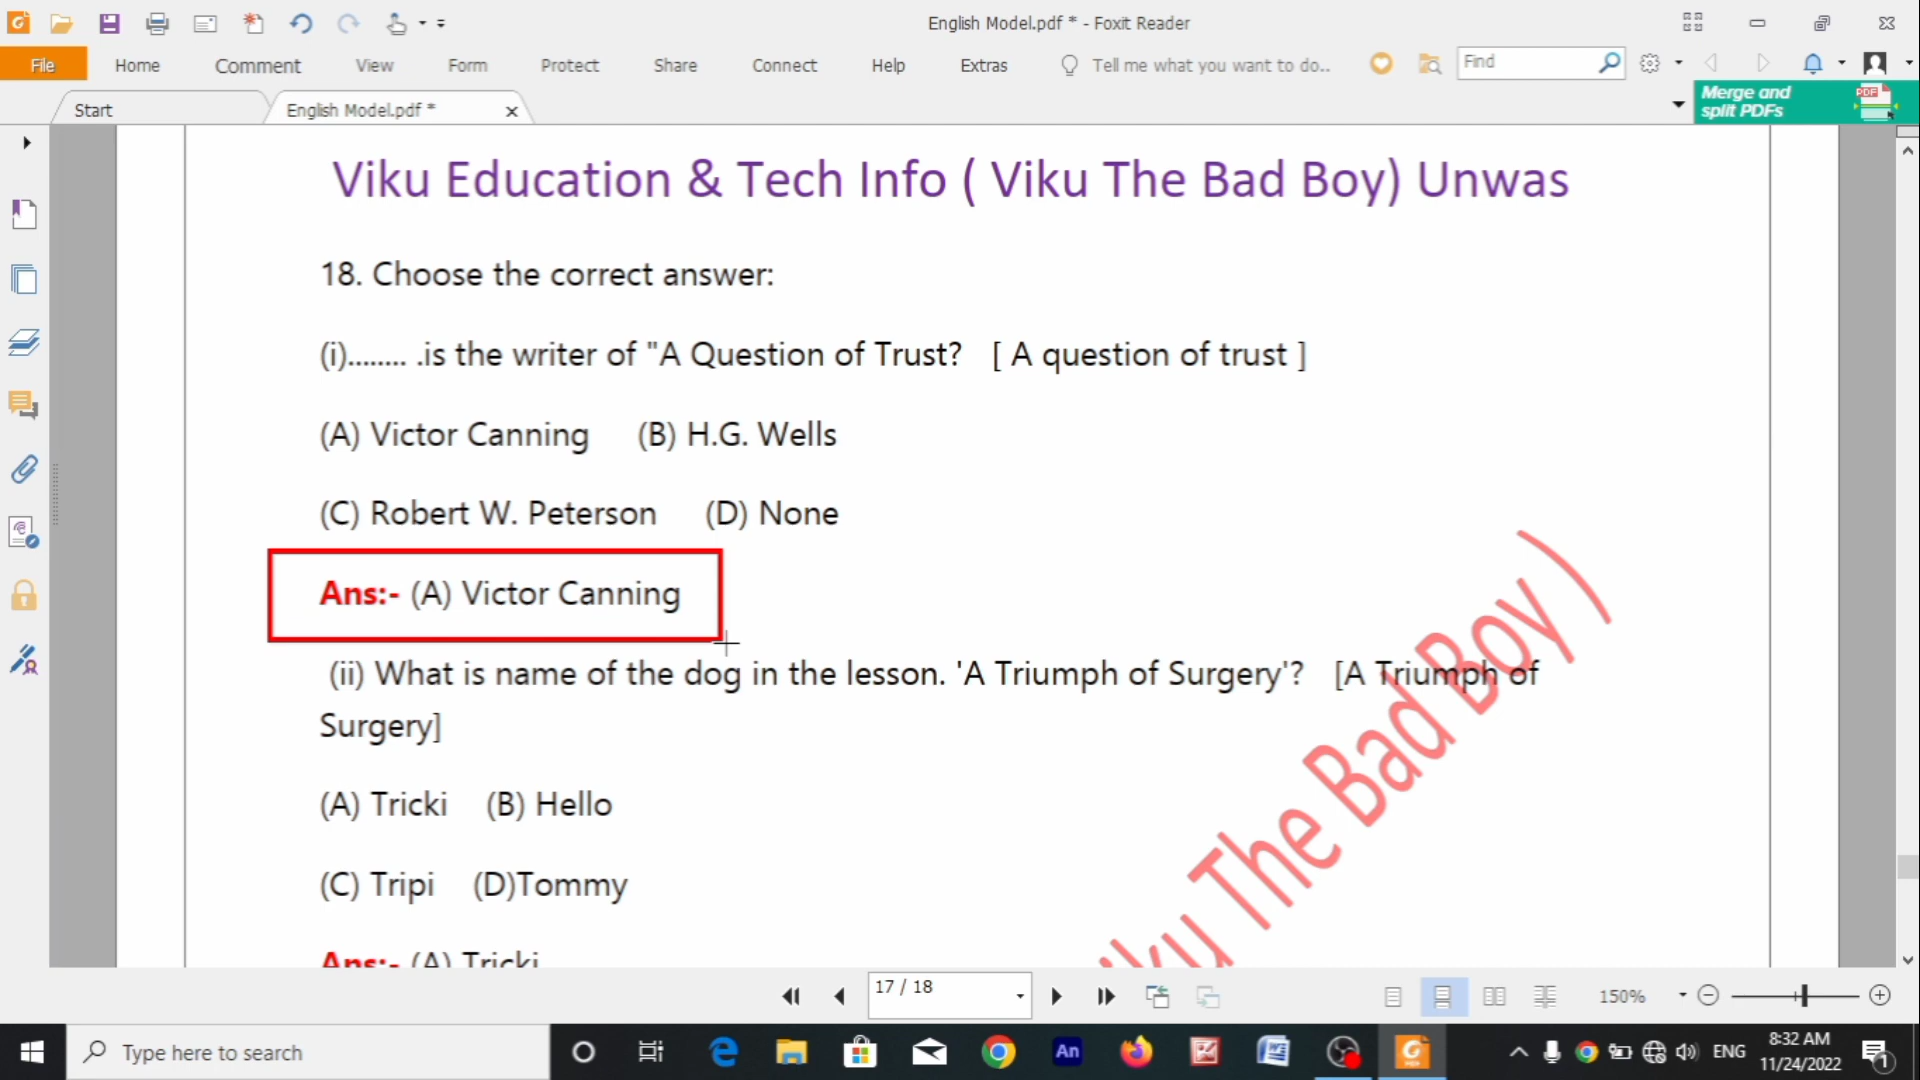 English Model.pdf * - Foxit Reader
File Home Comment View Form Protect Share Connect Help Extras Tell me what you want to do.. Find
Start English Model.pdf * Merge and
split PDFs
Viku Education & Tech Info ( Viku The Bad Boy) Unwas
18. Choose the correct answer:
(i)........ .is the writer of "A Question of Trust? [ A question of trust ]
(A) Victor Canning (B) H.G. Wells
(C) Robert W. Peterson (D) None
Ans:- (A) Victor Canning
(ii) What is name of the dog in the lesson. 'A Triumph of Surgery'? [A Triumph of
Surgery]
(A) Tricki (B) Hello
(C) Tripi (D)Tommy
Ans:- (A) Tricki
iku The Bad Boy )
17 / 18 150%
Type here to search An ENG 8:32 AM
11/24/2022 1